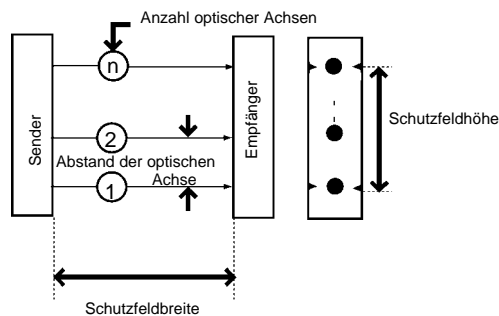 Anzahl optischer Achsen
n
Sender
Empfänger
2
Schutzfeldhöhe
Abstand der optischen
Achse
1
Schutzfeldbreite